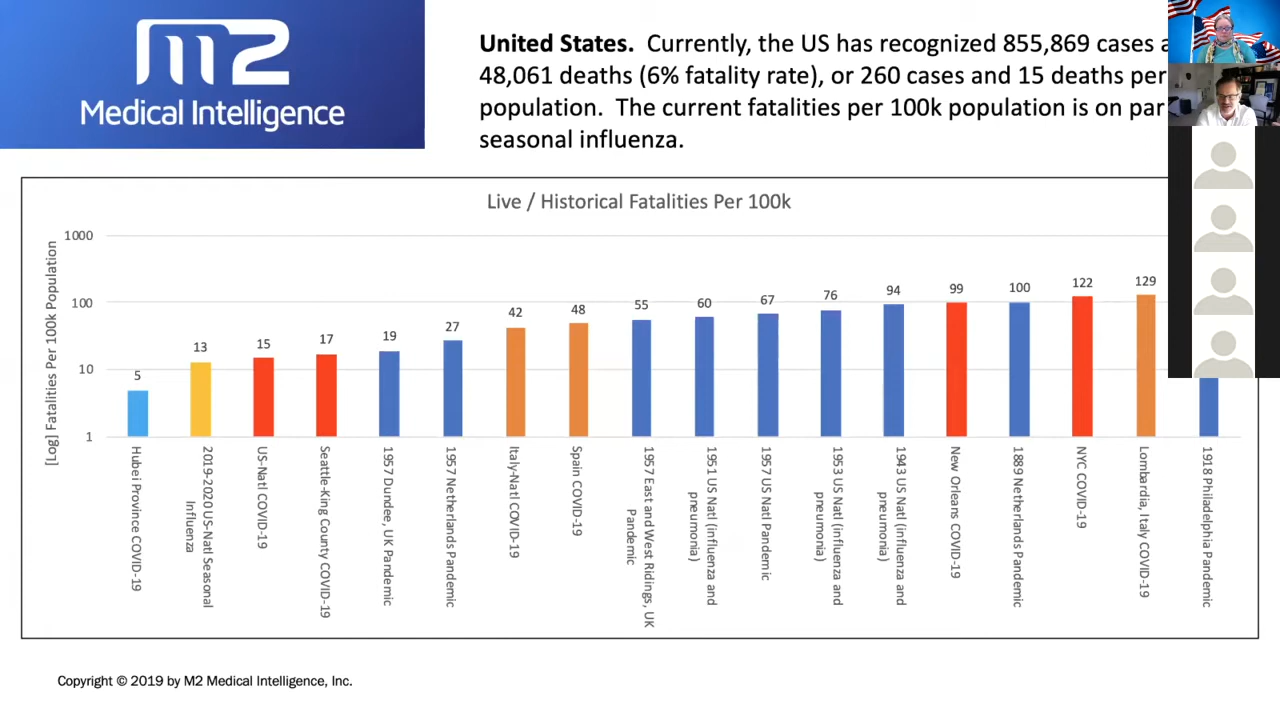 m2
Medical Intelligence
United States. Currently, the US has recognized 855,869 cases
48,061 deaths (6% fatality rate), or 260 cases and 15 deaths per
population. The current fatalities per 100k population is on par
seasonal influenza.
Live / Historical Fatalities Per 100k
[Log] Fatalities Per 100k Population
1000
100
10
1
5
13
15
17
19
27
42
48
55
60
67
76
94
99
100
122
129
Hubei Province COVID-19
2019-2020 US-Natl Seasonal
Influenza
US-Natl COVID-19
Seattle-King County COVID-19
1957 Dundee, UK Pandemic
1957 Netherlands Pandemic
Italy-Natl COVID-19
Spain COVID-19
1957 East and West Ridings, UK
Pandemic
1951 US Natl (influenza and
pneumonia)
1957 US Natl Pandemic
1953 US Natl (influenza and
pneumonia)
1943 US Natl (influenza and
pneumonia)
New Orleans COVID-19
1889 Netherlands Pandemic
NYC COVID-19
Lombardia, Italy COVID-19
1918 Philadelphia Pandemic
Copyright © 2019 by M2 Medical Intelligence, Inc.